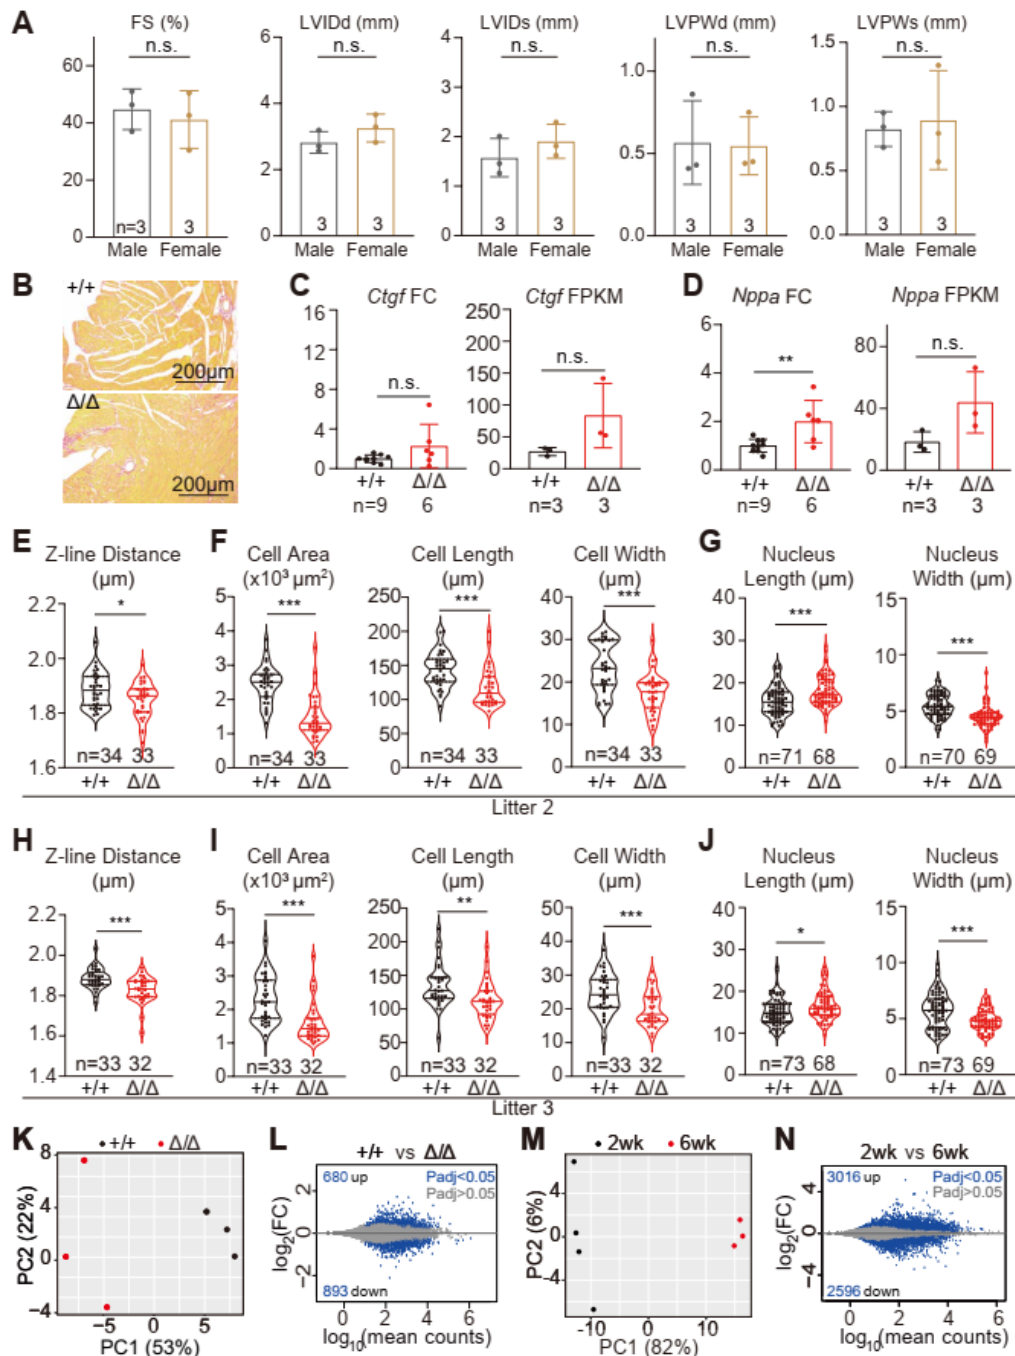 A
FS (%)
LVIDd (mm)
LVIDs (mm)
LVPWd (mm)
LVPWs (mm)
n.s.
n.s.
n.s.
n.s.
n.s.
60
40
20
0
6
4
2
0
4
3
2
1
0
1.0
0.5
0.0
1.5
1.0
0.5
0.0
n=3 3
3 3
3 3
3 3
3 3
Male Female
Male Female
Male Female
Male Female
Male Female
B
+/+
200μm
Δ/Δ
200μm
C
Ctgf FC
Ctgf FPKM
16
12
8
4
0
n.s.
250
200
150
100
50
0
n.s.
+/+ Δ/Δ
n=9 6
+/+ Δ/Δ
n=3 3
D
Nppa FC
Nppa FPKM
6
4
2
0
**
80
40
0
n.s.
+/+ Δ/Δ
n=9 6
+/+ Δ/Δ
n=3 3
E
Z-line Distance
(μm)
2.2
2.0
1.8
1.6
*
n=34 33
+/+ Δ/Δ
F
Cell Area
(x10³ μm²)
5
4
3
2
1
0
***
n=34 33
+/+ Δ/Δ
Cell Length
(μm)
250
200
150
100
50
0
***
n=34 33
+/+ Δ/Δ
Cell Width
(μm)
40
30
20
10
0
***
n=34 33
+/+ Δ/Δ
G
Nucleus
Length (μm)
40
30
20
10
0
***
n=71 68
+/+ Δ/Δ
Nucleus
Width (μm)
15
10
5
0
***
n=70 69
+/+ Δ/Δ
Litter 2
H
Z-line Distance
(μm)
2.2
2.0
1.8
1.6
1.4
***
n=33 32
+/+ Δ/Δ
I
Cell Area
(x10³ μm²)
5
4
3
2
1
0
***
n=33 32
+/+ Δ/Δ
Cell Length
(μm)
250
200
150
100
50
0
**
n=33 32
+/+ Δ/Δ
Cell Width
(μm)
50
40
30
20
10
0
***
n=33 32
+/+ Δ/Δ
J
Nucleus
Length (μm)
40
30
20
10
0
*
n=73 68
+/+ Δ/Δ
Nucleus
Width (μm)
15
10
5
0
***
n=73 69
+/+ Δ/Δ
Litter 3
K
+/+ Δ/Δ
8
4
0
−4
PC2 (22%)
−5 5
PC1 (53%)
L
+/+ vs Δ/Δ
680 up Padj<0.05
Padj>0.05
2
0
−2
log2(FC)
893 down
0 2 4 6
log10(mean counts)
M
2wk 6wk
4
0
−4
PC2 (6%)
-10 0 10
PC1 (82%)
N
2wk vs 6wk
3016 up Padj<0.05
Padj>0.05
4
0
−4
log2(FC)
2596 down
0 2 4 6
log10(mean counts)